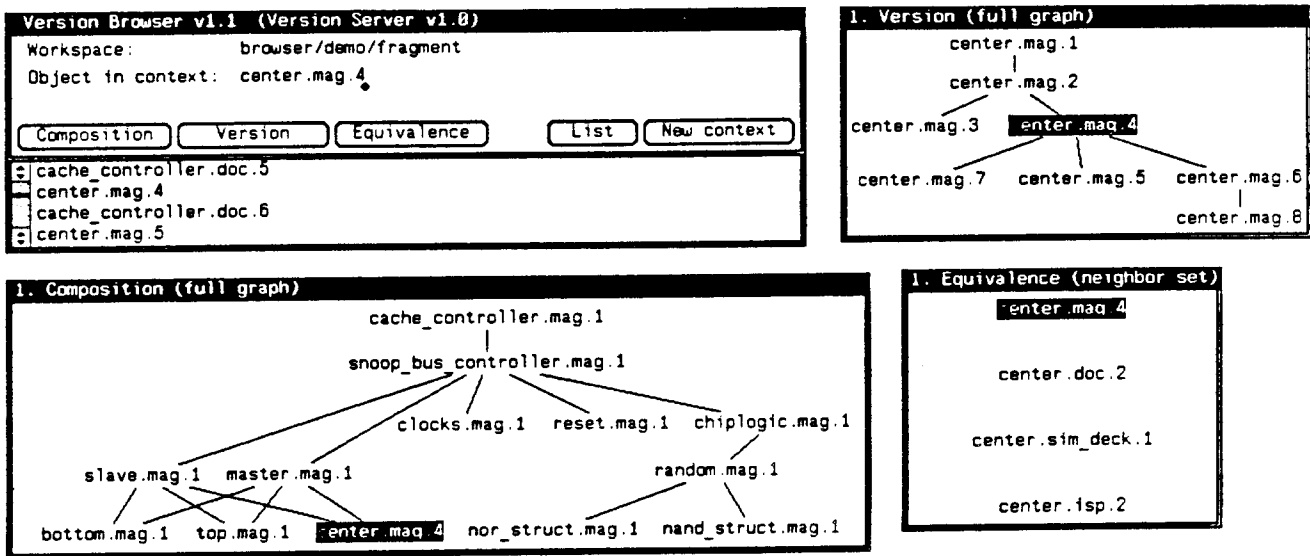 Version Browser v1.1 (Version Server v1.0)
Workspace: browser/demo/fragment
Object in context: center.mag.4
Composition Version Equivalence List New context
cache_controller.doc.5
center.mag.4
cache_controller.doc.6
center.mag.5
1. Version (full graph)
center.mag.1
center.mag.2
center.mag.3 enter.mag.4
center.mag.7 center.mag.5 center.mag.6
center.mag.8
1. Composition (full graph)
cache_controller.mag.1
snoop_bus_controller.mag.1
clocks.mag.1 reset.mag.1 chiplogic.mag.1
slave.mag.1 master.mag.1 random.mag.1
bottom.mag.1 top.mag.1 enter.mag.4 nor_struct.mag.1 nand_struct.mag.1
1. Equivalence (neighbor set)
enter.mag.4
center.doc.2
center.sim_deck.1
center.isp.2